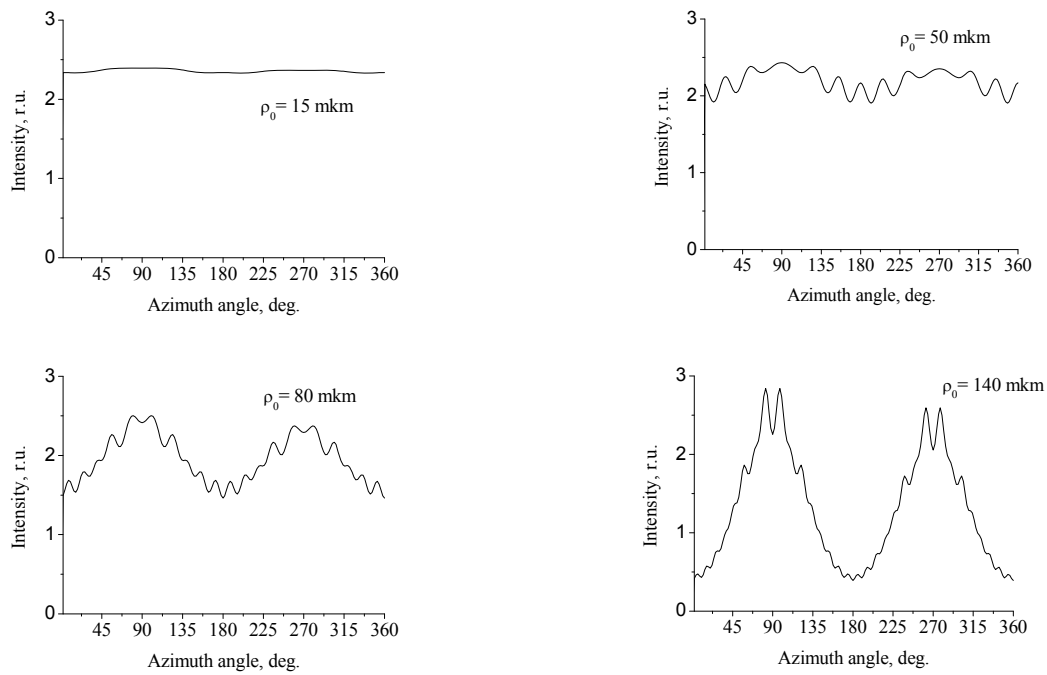 3
2
1
0
Intensity, r.u.
ρ0= 15 mkm
45 90 135 180 225 270 315 360
Azimuth angle, deg.
3
2
1
0
Intensity, r.u.
ρ0= 50 mkm
45 90 135 180 225 270 315 360
Azimuth angle, deg.
3
2
1
0
Intensity, r.u.
ρ0= 80 mkm
45 90 135 180 225 270 315 360
Azimuth angle, deg.
3
2
1
0
Intensity, r.u.
ρ0= 140 mkm
45 90 135 180 225 270 315 360
Azimuth angle, deg.